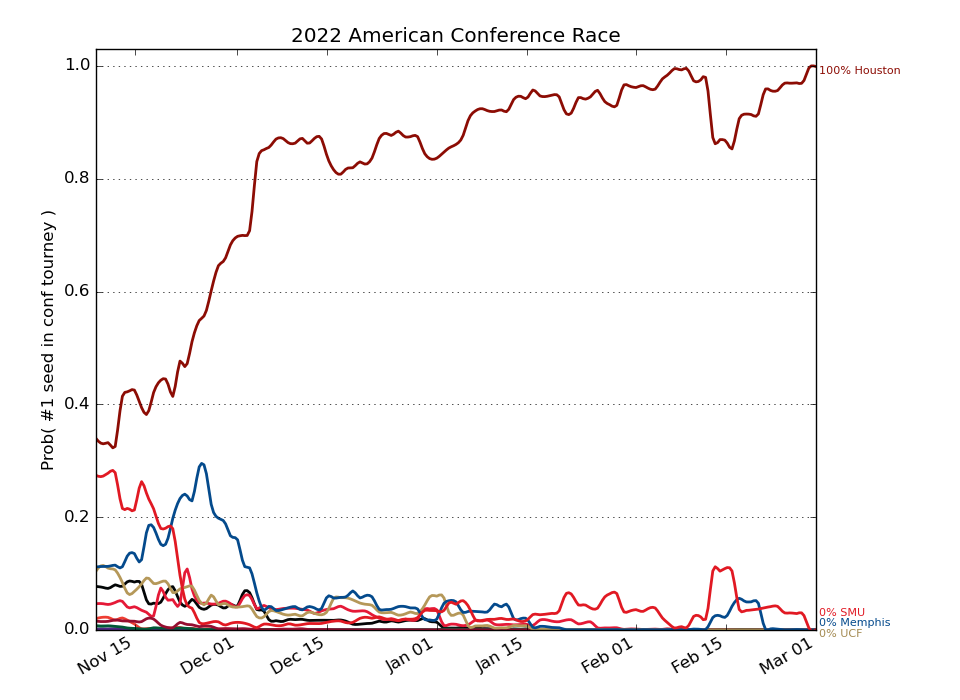 2022 American Conference Race
Prob( #1 seed in conf tourney )
1.0
0.8
0.6
0.4
0.2
0.0
100% Houston
0% SMU
0% Memphis
0% UCF
Nov 15
Dec 01
Dec 15
Jan 01
Jan 15
Feb 01
Feb 15
Mar 01